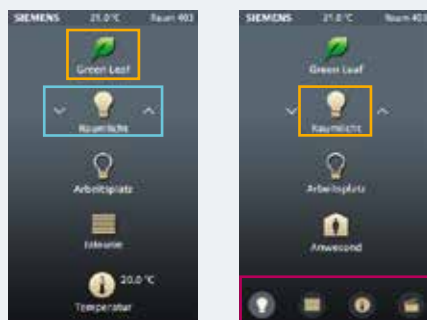 SIEMENS 21.0°C Raum 403
Green Leaf
Raumlicht
Arbeitsplatz
Jalousie
20.0 °C
Temperatur
SIEMENS 21.0°C Raum 403
Green Leaf
Raumlicht
Arbeitsplatz
Anwesend